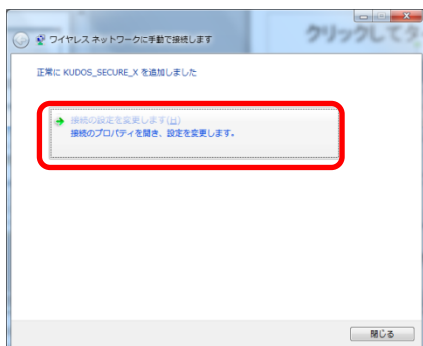 クリックしてタ
ワイヤレス ネットワークに手動で接続します
正常に KUDOS_SECURE_X を追加しました
接続の設定を変更します(H)
接続のプロパティを開き、設定を変更します。
閉じる